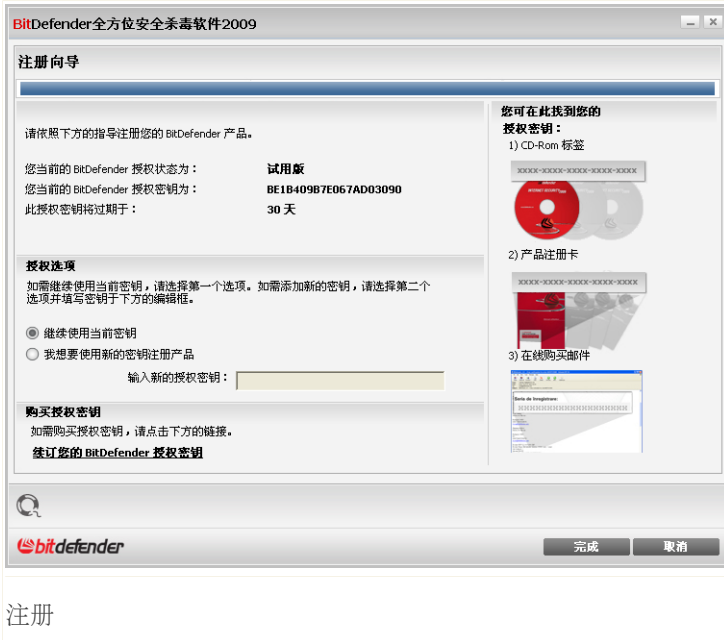 BitDefender全方位安全杀毒软件2009
注册向导
请依照下方的指导注册您的 BitDefender 产品。
您当前的 BitDefender 授权状态为： 试用版
您当前的 BitDefender 授权密钥为： BE1B409B7E067AD03090
此授权密钥将过期于： 30 天
授权选项
如需继续使用当前密钥，请选择第一个选项。如需添加新的密钥，请选择第二个
选项并填写密钥于下方的编辑框。
继续使用当前密钥
我想要使用新的密钥注册产品
输入新的授权密钥：
购买授权密钥
如需购买授权密钥，请点击下方的链接。
续订您的 BitDefender 授权密钥
您可在此找到您的
授权密钥：
1) CD-Rom 标签
XXXX-XXXX-XXXX-XXXX-XXXX
2) 产品注册卡
XXXX-XXXX-XXXX-XXXX-XXXX
3) 在线购买邮件
Serie de Inregistrare:
bitdefender
完成
取消
注册